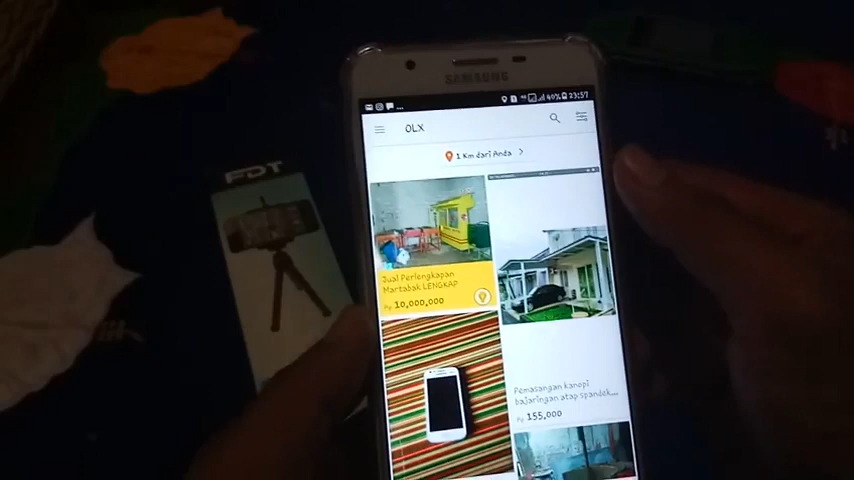 SAMSUNG
40% 23:57
OLX
1 Km dari Anda
Jual Perlengkapan
Martabak LENGKAP
Rp 10,000,000
Pemasangan kanopi
bajaringan atap spandek...
Rp 155,000
FDT